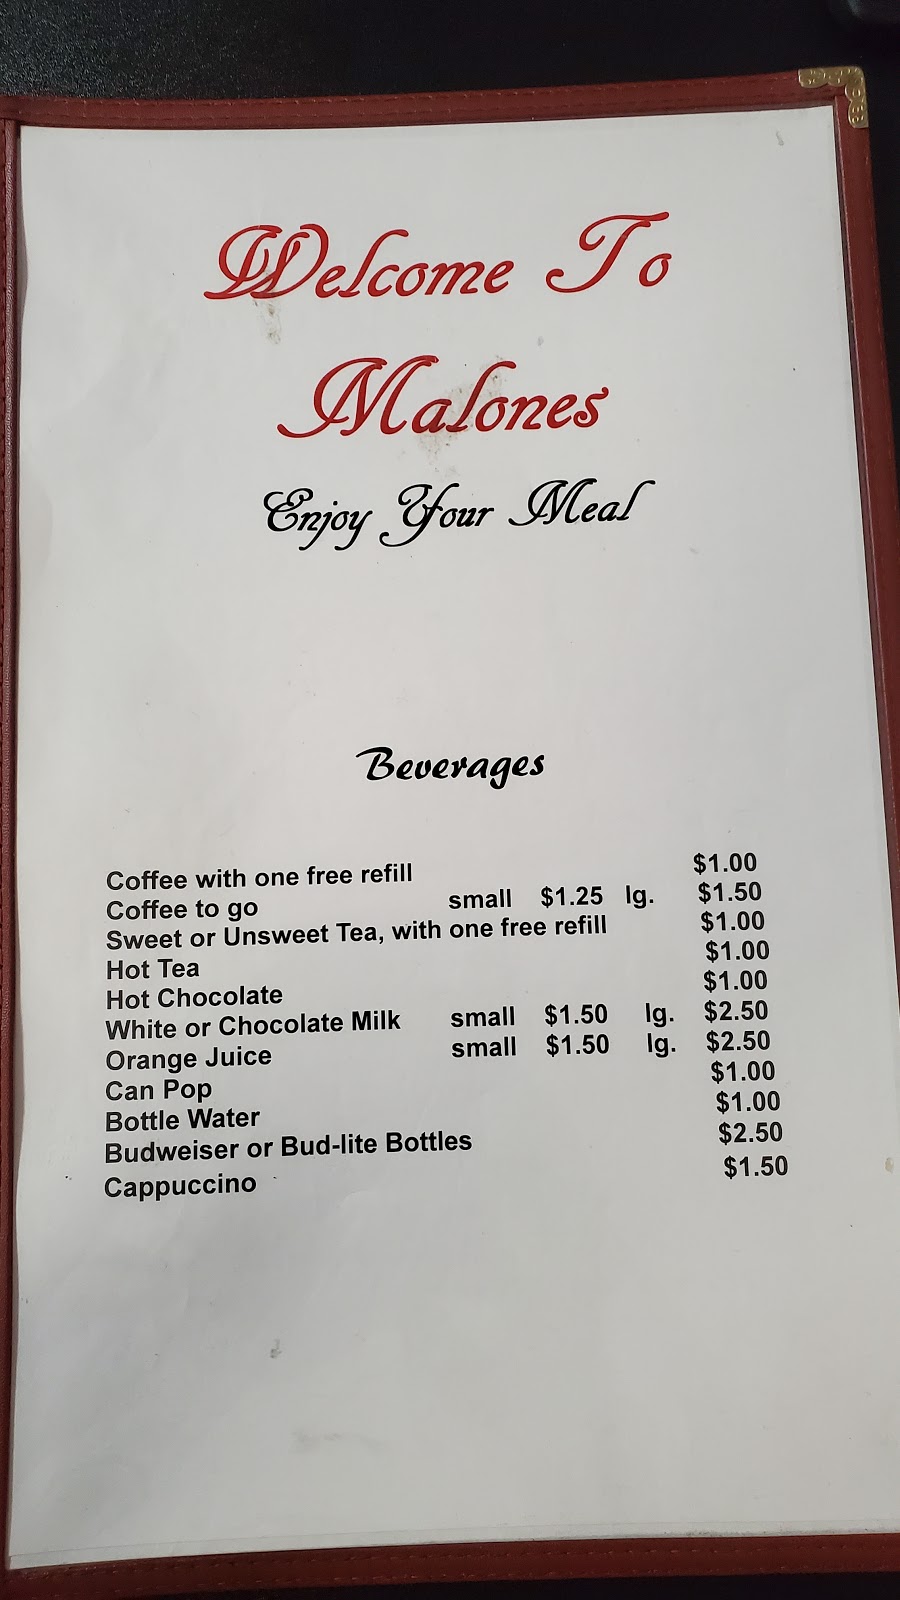 Welcome To
Malones
Enjoy Your Meal
Beverages
Coffee with one free refill $1.00
Coffee to go small $1.25 lg. $1.50
Sweet or Unsweet Tea, with one free refill $1.00
Hot Tea $1.00
Hot Chocolate $1.00
White or Chocolate Milk small $1.50 lg. $2.50
Orange Juice small $1.50 lg. $2.50
Can Pop $1.00
Bottle Water $1.00
Budweiser or Bud-lite Bottles $2.50
Cappuccino $1.50